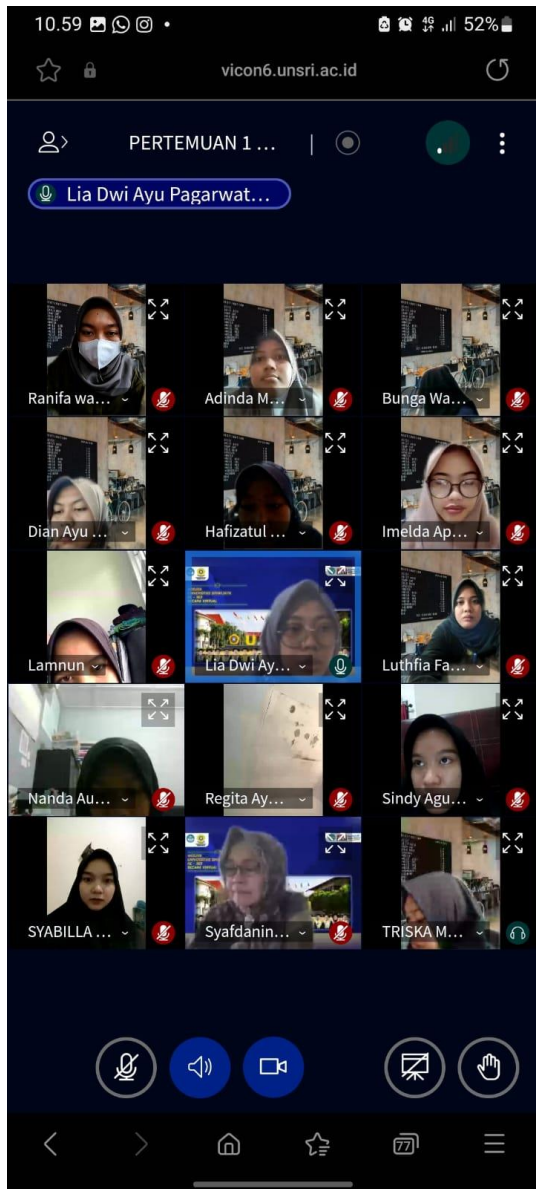 10.59
4G
52%
vicon6.unsri.ac.id
PERTEMUAN 1 ... |
Lia Dwi Ayu Pagarwat...
Ranifa wa...
Adinda M...
Bunga Wa...
Dian Ayu ...
Hafizatul ...
Imelda Ap...
Lamnun
Lia Dwi Ay...
Luthfia Fa...
Nanda Au...
Regita Ay...
Sindy Agu...
SYABILLA ...
Syafdanin...
TRISKA M...
77